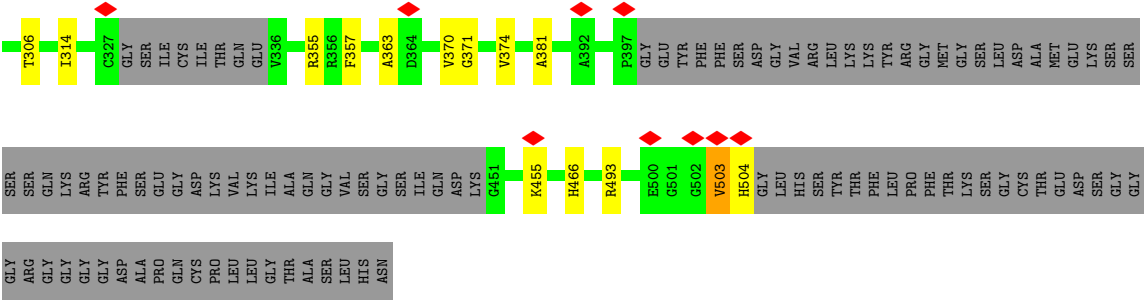 T306 I314 C327 GLY SER ILE CYS ILE THR GLN GLU V336 R355 R356 F357 A363 D364 V370 G371 V374 A381 A392 P397 GLY GLU TYR PHE PHE SER ASP GLY VAL ARG LEU LYS LYS TYR ARG GLY MET GLY SER LEU ASP ALA MET GLU LYS SER SER
SER SER GLN LYS ARG TYR PHE SER GLU GLY ASP LYS VAL LYS ILE ALA GLN GLY VAL SER GLY SER ILE GLN ASP LYS G451 K455 H466 R493 E500 G501 G502 V503 H504 GLY LEU HIS SER TYR THR PHE LEU PRO PHE THR LYS SER GLY CYS THR GLU ASP SER GLY GLY
GLY ARG GLY GLY GLY GLY ASP ALA PRO GLN CYS PRO LEU LEU GLY THR ALA SER LEU HIS ASN